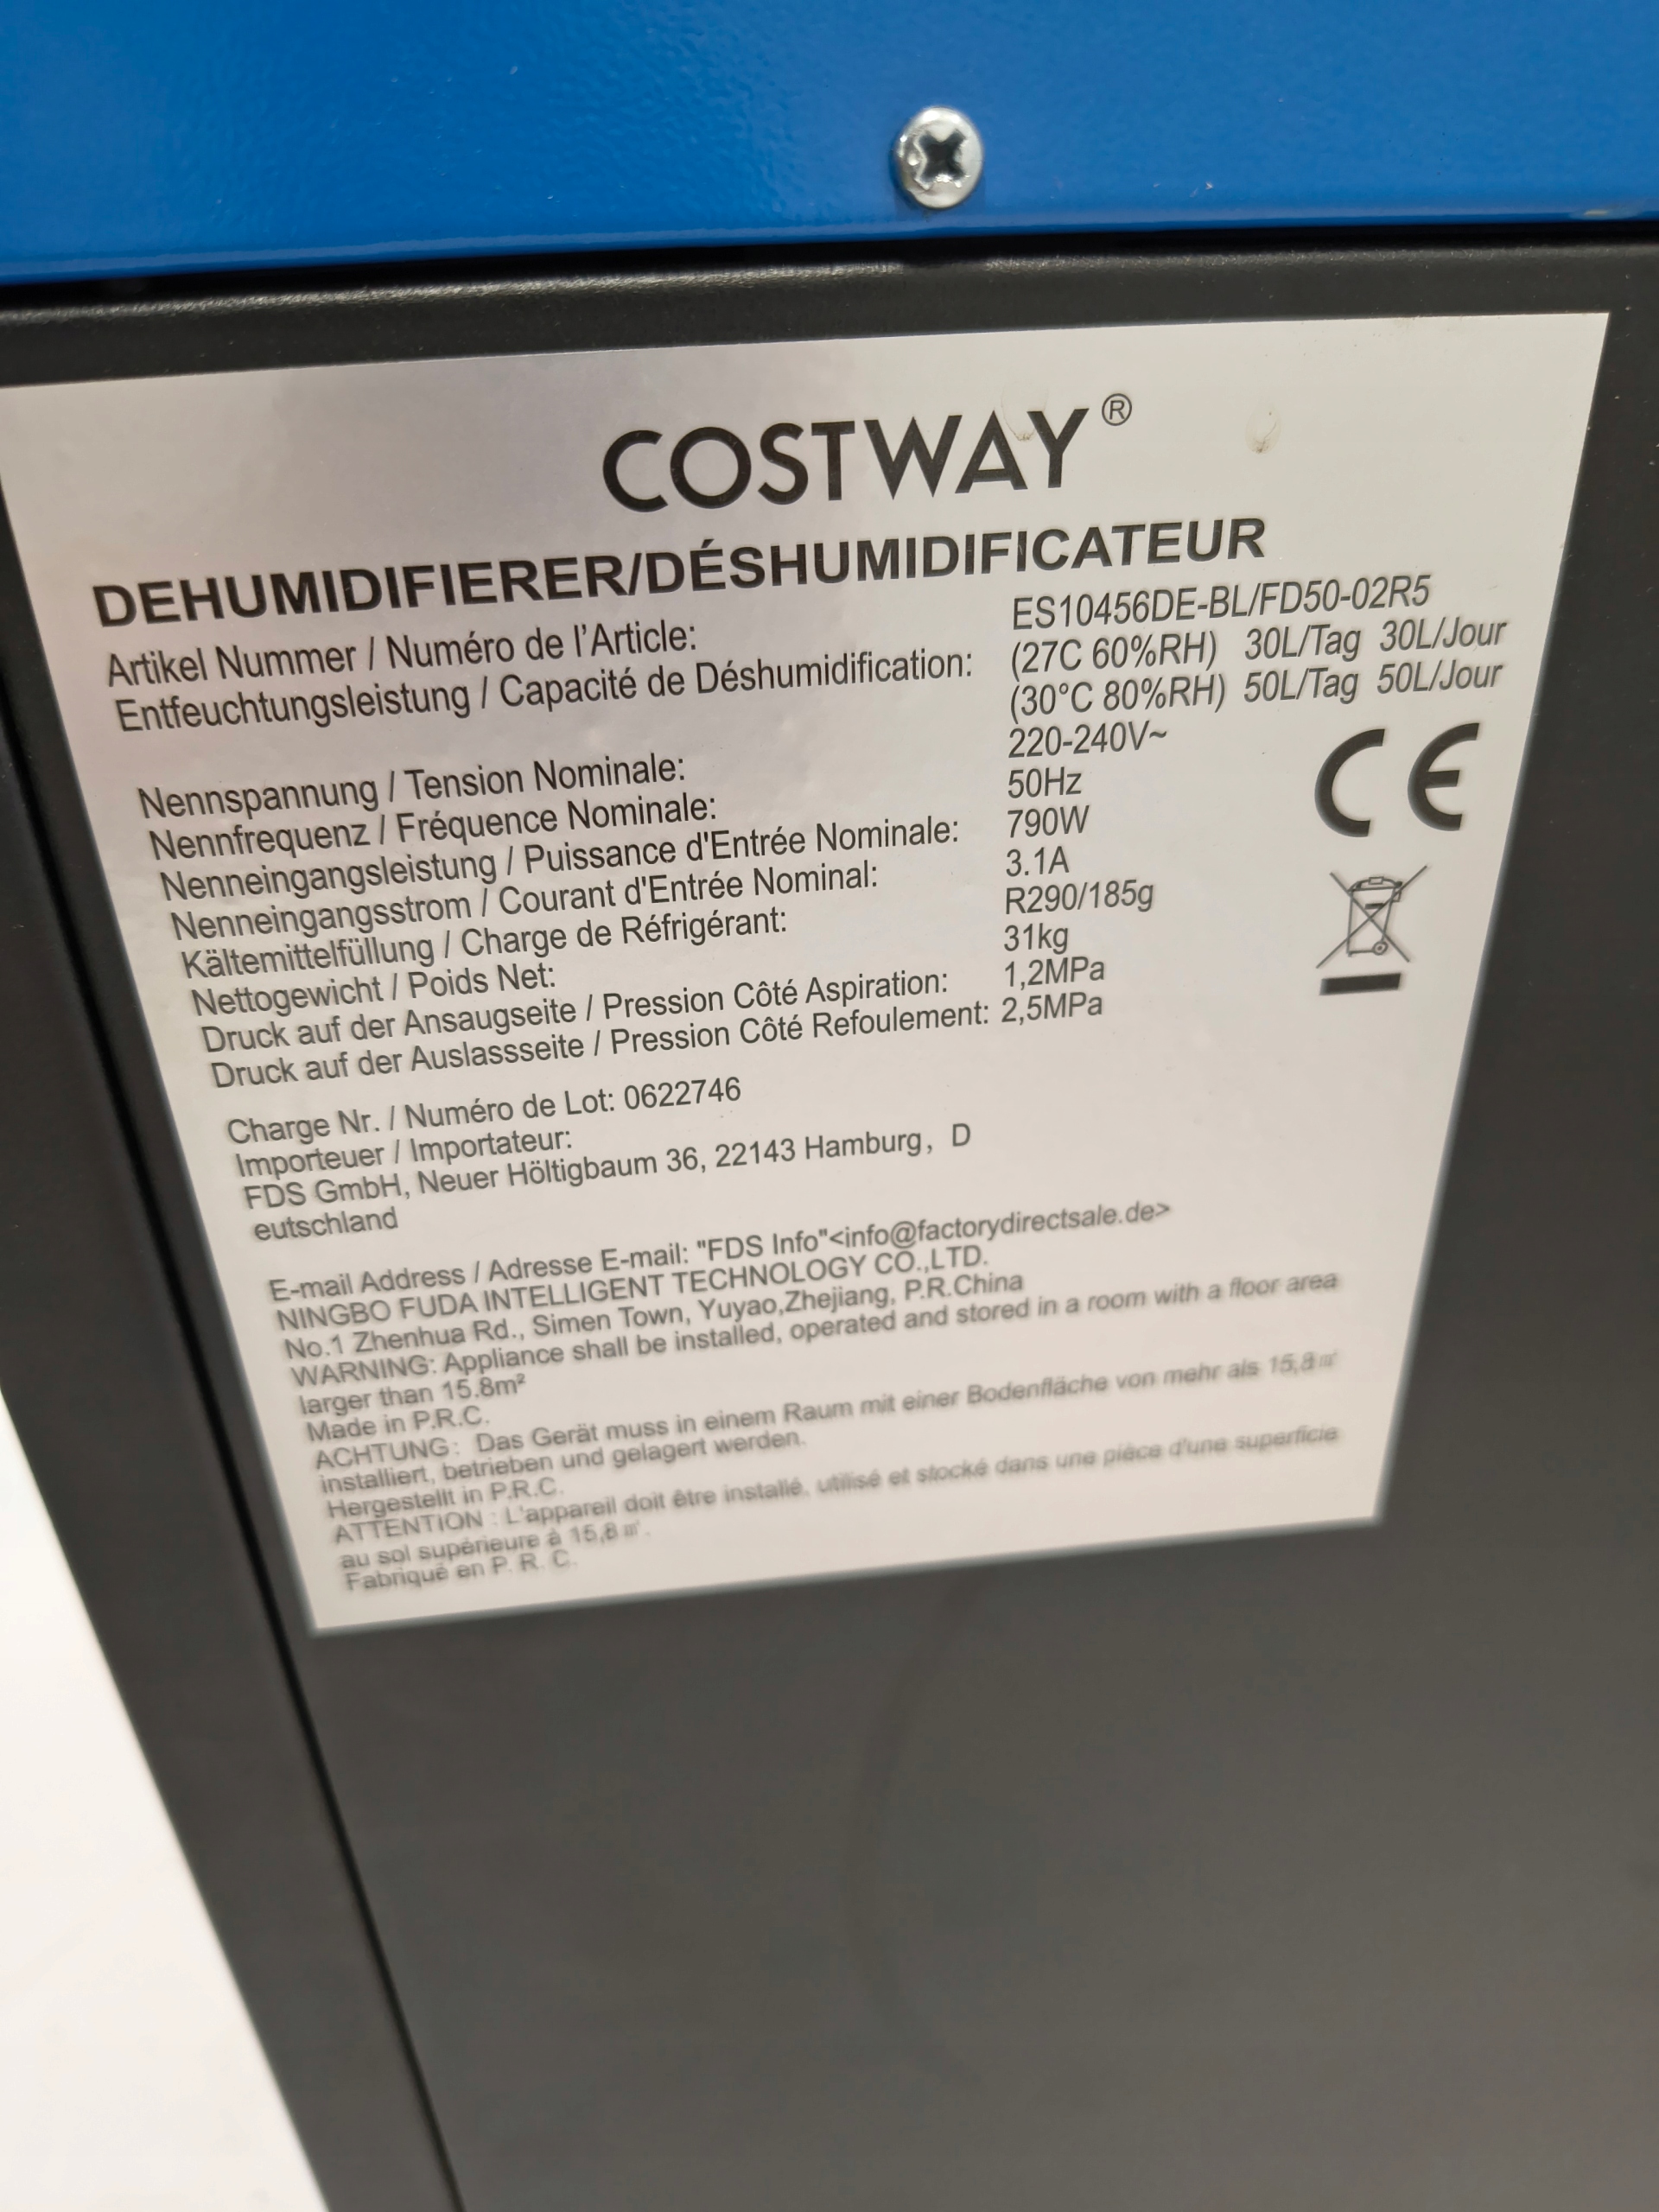 COSTWAY®
DEHUMIDIFIERER/DÉSHUMIDIFICATEUR
Artikel Nummer / Numéro de l'Article: ES10456DE-BL/FD50-02R5
Entfeuchtungsleistung / Capacité de Déshumidification: (27C 60%RH) 30L/Tag 30L/Jour
(30°C 80%RH) 50L/Tag 50L/Jour
Nennspannung / Tension Nominale: 220-240V~
Nennfrequenz / Fréquence Nominale: 50Hz
Nenneingangsleistung / Puissance d'Entrée Nominale: 790W
Nenneingangsstrom / Courant d'Entrée Nominal: 3.1A
Kältemittelfüllung / Charge de Réfrigérant: R290/185g
Nettogewicht / Poids Net: 31kg
Druck auf der Ansaugseite / Pression Côté Aspiration: 1,2MPa
Druck auf der Auslassseite / Pression Côté Refoulement: 2,5MPa
CE
Charge Nr. / Numéro de Lot: 0622746
Importeuer / Importateur:
FDS GmbH, Neuer Höltigbaum 36, 22143 Hamburg, D
eutschland
E-mail Address / Adresse E-mail: "FDS Info"<info@factorydirectsale.de>
NINGBO FUDA INTELLIGENT TECHNOLOGY CO.,LTD.
No.1 Zhenhua Rd., Simen Town, Yuyao,Zhejiang, P.R.China
WARNING: Appliance shall be installed, operated and stored in a room with a floor area
larger than 15.8m²
Made in P.R.C.
ACHTUNG: Das Gerät muss in einem Raum mit einer Bodenfläche von mehr als 15,8㎡
installiert, betrieben und gelagert werden.
Hergestellt in P.R.C.
ATTENTION : L'appareil doit être installé, utilisé et stocké dans une pièce d'une superficie
au sol supérieure à 15,8㎡.
Fabriqué en P. R. C.